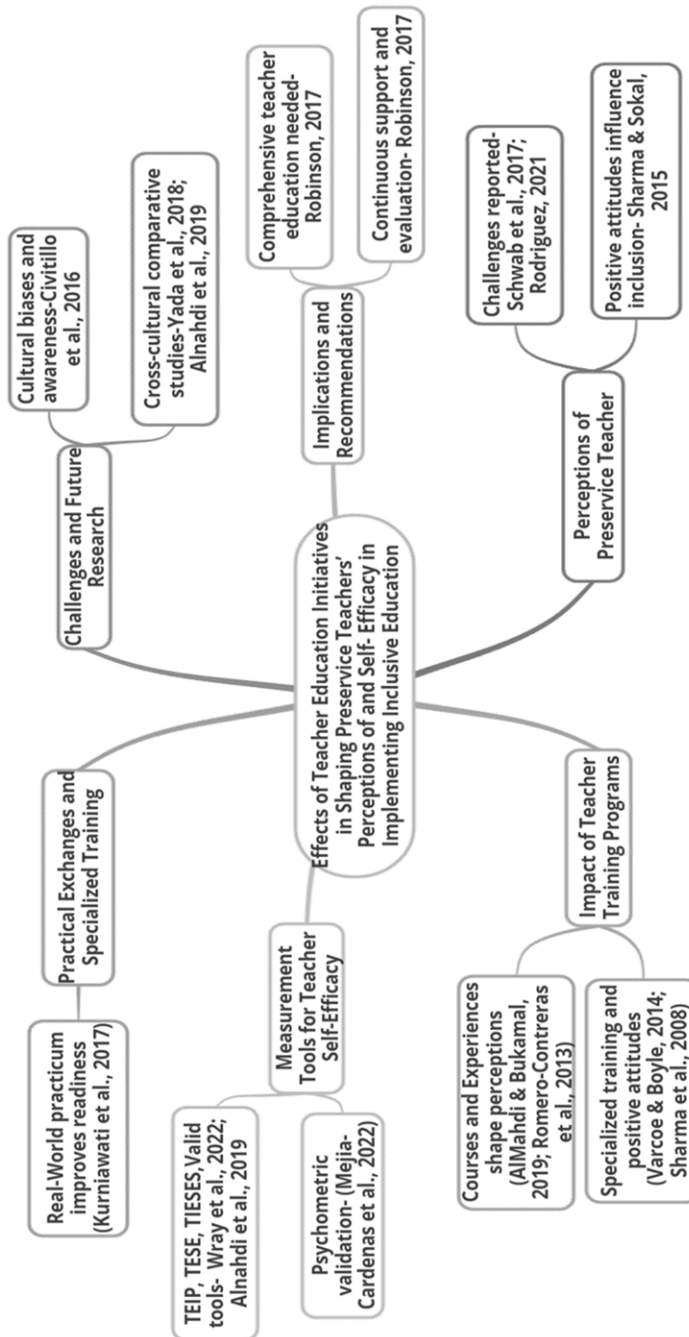 Real-World practicum
improves readiness
(Kurniawati et al., 2017)
Practical Exchanges and
Specialized Training
TEIP, TESE, TIESES,Valid
tools- Wray et al., 2022;
Alnahdi et al., 2019
Psychometric
validation- (Mejia-
Cardenas et al., 2022)
Measurement
Tools for Teacher
Self-Efficacy
Courses and Experiences
shape perceptions
(AlMahdi & Bukamal,
2019; Romero-Contreras
et al., 2013)
Specialized training and
positive attitudes
(Varcoe & Boyle, 2014;
Sharma et al., 2008)
Impact of Teacher
Training Programs
Effects of Teacher Education Initiatives
in Shaping Preservice Teachers’
Perceptions of and Self- Efficacy in
Implementing Inclusive Education
Challenges and Future
Research
Cultural biases and
awareness-Civitillo
et al., 2016
Cross-cultural comparative
studies-Yada et al., 2018;
Alnahdi et al., 2019
Implications and
Recommendations
Comprehensive teacher
education needed-
Robinson, 2017
Continuous support and
evaluation- Robinson, 2017
Perceptions of
Preservice Teacher
Challenges reported-
Schwab et al., 2017;
Rodriguez, 2021
Positive attitudes influence
inclusion- Sharma & Sokal,
2015